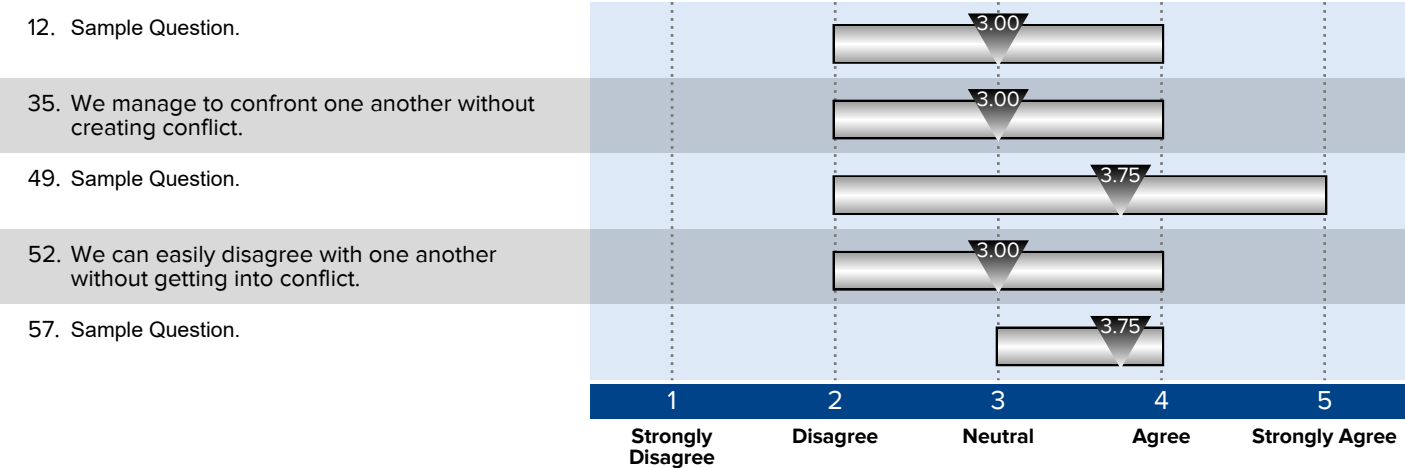 12. Sample Question.
3.00
35. We manage to confront one another without
creating conflict.
3.00
49. Sample Question.
3.75
52. We can easily disagree with one another
without getting into conflict.
3.00
57. Sample Question.
3.75
1 2 3 4 5
Strongly Disagree Neutral Agree Strongly Agree
Disagree